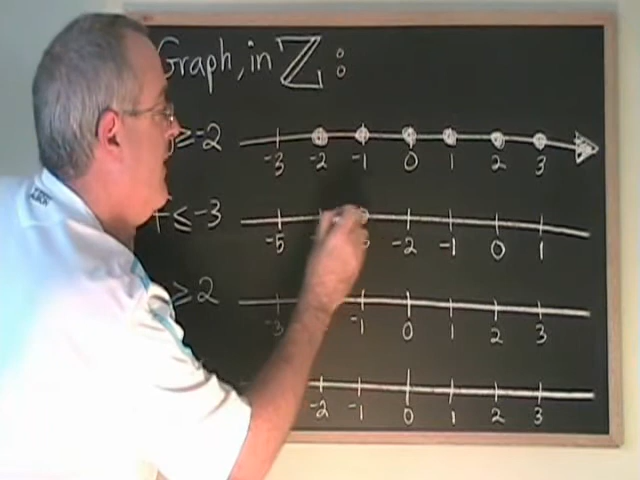 Graph, in ℤ:
≥ -2
-3 -2 -1 0 1 2 3
≤ -3
-5 -2 -1 0 1
≥ 2
-3 -1 0 1 2 3
-2 -1 0 1 2 3